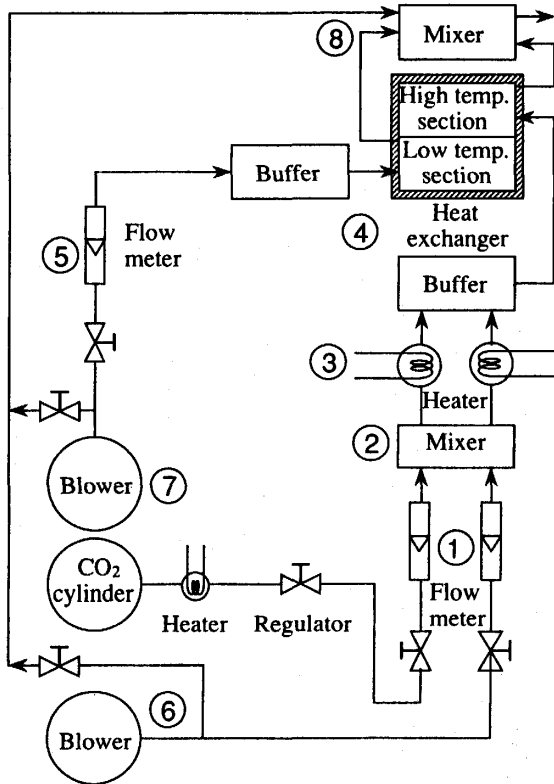 ⑧
Mixer
High temp.
section
Low temp.
section
Buffer
④
Heat
exchanger
⑤
Flow
meter
Buffer
③
Heater
②
Mixer
Blower
⑦
CO₂
cylinder
①
Heater
Regulator
Flow
meter
⑥
Blower